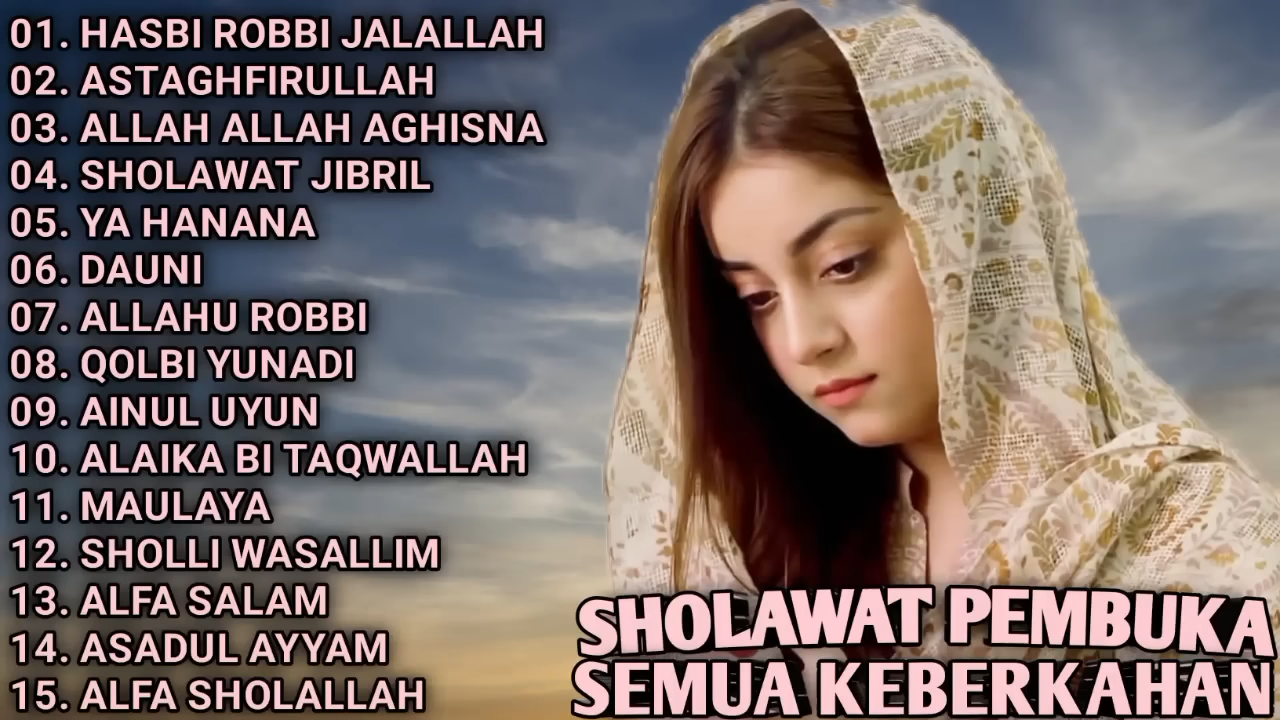 01. HASBI ROBBI JALALLAH
02. ASTAGHFIRULLAH
03. ALLAH ALLAH AGHISNA
04. SHOLAWAT JIBRIL
05. YA HANANA
06. DAUNI
07. ALLAHU ROBBI
08. QOLBI YUNADI
09. AINUL UYUN
10. ALAIKA BI TAQWALLAH
11. MAULAYA
12. SHOLLI WASALLIM
13. ALFA SALAM
14. ASADUL AYYAM
15. ALFA SHOLALLAH
SHOLAWAT PEMBUKA
SEMUA KEBERKAHAN